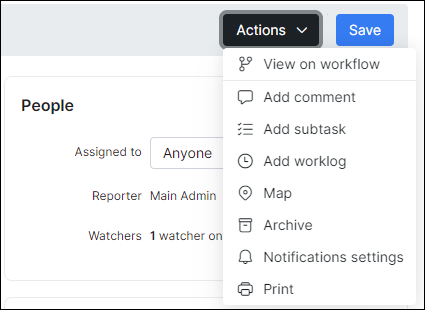 Actions
Save
View on workflow
People
Add comment
Add subtask
Assigned to Anyone
Add worklog
Reporter Main Admin
Map
Archive
Watchers 1 watcher on
Notifications settings
Print